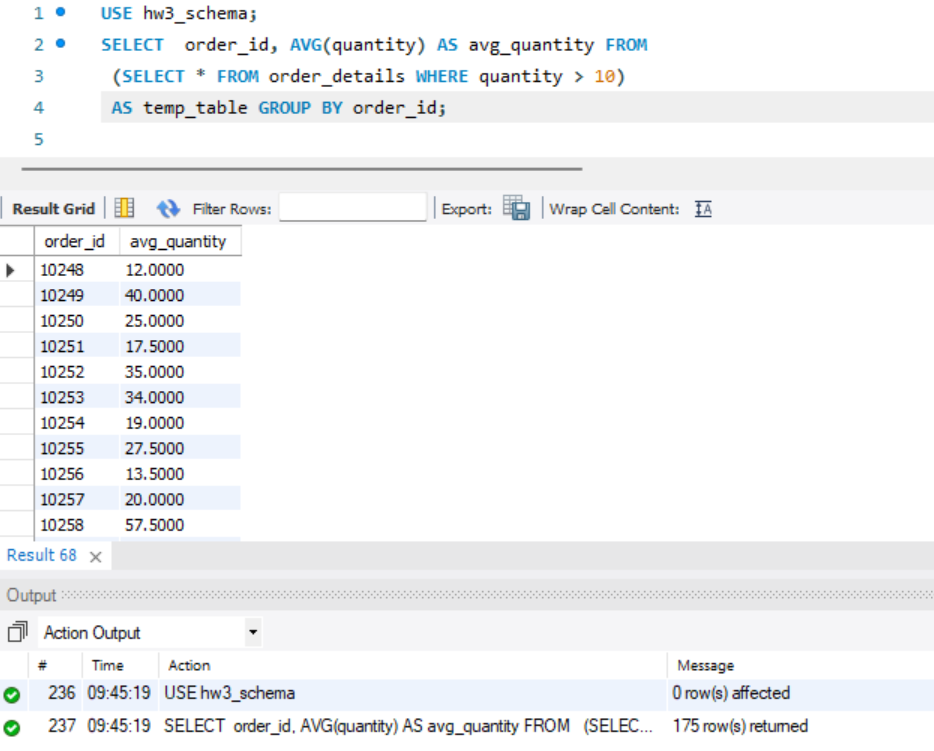 1 USE hw3_schema;
2 SELECT  order_id, AVG(quantity) AS avg_quantity FROM
3 (SELECT * FROM order_details WHERE quantity > 10)
4 AS temp_table GROUP BY order_id;
5
Result Grid Filter Rows: Export: Wrap Cell Content: IA
order_id avg_quantity
10248 12.0000
10249 40.0000
10250 25.0000
10251 17.5000
10252 35.0000
10253 34.0000
10254 19.0000
10255 27.5000
10256 13.5000
10257 20.0000
10258 57.5000
Result 68 ×
Output
Action Output
# Time Action Message
236 09:45:19 USE hw3_schema 0 row(s) affected
237 09:45:19 SELECT  order_id, AVG(quantity) AS avg_quantity FROM   (SELEC... 175 row(s) returned